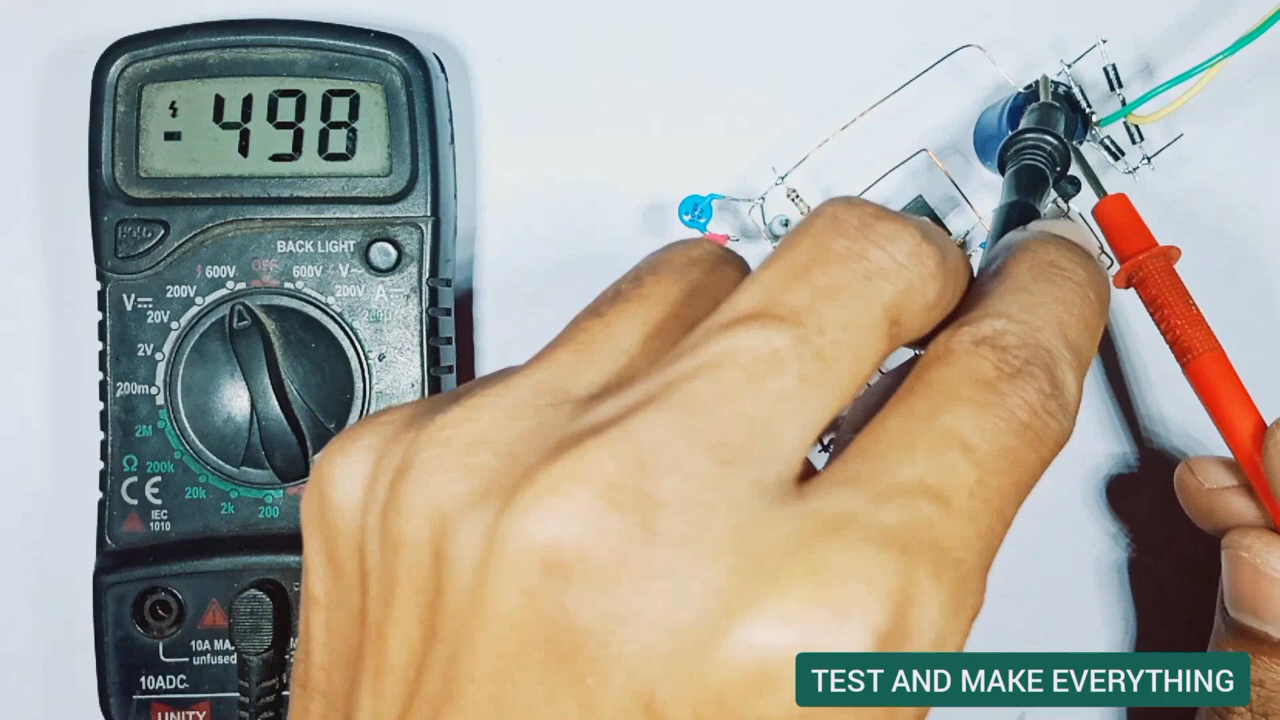 -498
HOLD
BACK LIGHT
600V OFF 600V V~
200V 200V A
V 20V
2V
200m
2M
Ω 200k
20k 2k 200
CE IEC
1010
10A MA
unfused
10ADC
UNITY
TEST AND MAKE EVERYTHING